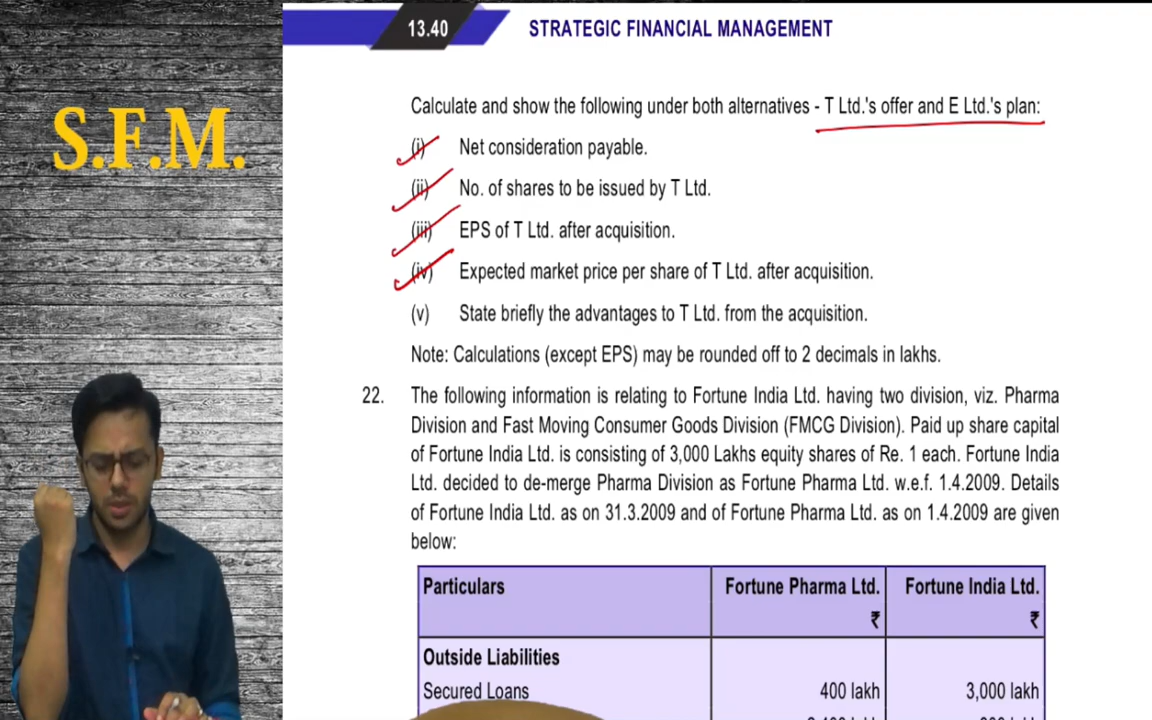 13.40 STRATEGIC FINANCIAL MANAGEMENT
S.F.M.
Calculate and show the following under both alternatives - T Ltd.'s offer and E Ltd.'s plan:
(i) Net consideration payable.
(ii) No. of shares to be issued by T Ltd.
(iii) EPS of T Ltd. after acquisition.
(iv) Expected market price per share of T Ltd. after acquisition.
(v) State briefly the advantages to T Ltd. from the acquisition.
Note: Calculations (except EPS) may be rounded off to 2 decimals in lakhs.
22. The following information is relating to Fortune India Ltd. having two division, viz. Pharma
Division and Fast Moving Consumer Goods Division (FMCG Division). Paid up share capital
of Fortune India Ltd. is consisting of 3,000 Lakhs equity shares of Re. 1 each. Fortune India
Ltd. decided to de-merge Pharma Division as Fortune Pharma Ltd. w.e.f. 1.4.2009. Details
of Fortune India Ltd. as on 31.3.2009 and of Fortune Pharma Ltd. as on 1.4.2009 are given
below:
Particulars Fortune Pharma Ltd. Fortune India Ltd.
₹ ₹
Outside Liabilities
Secured Loans 400 lakh 3,000 lakh